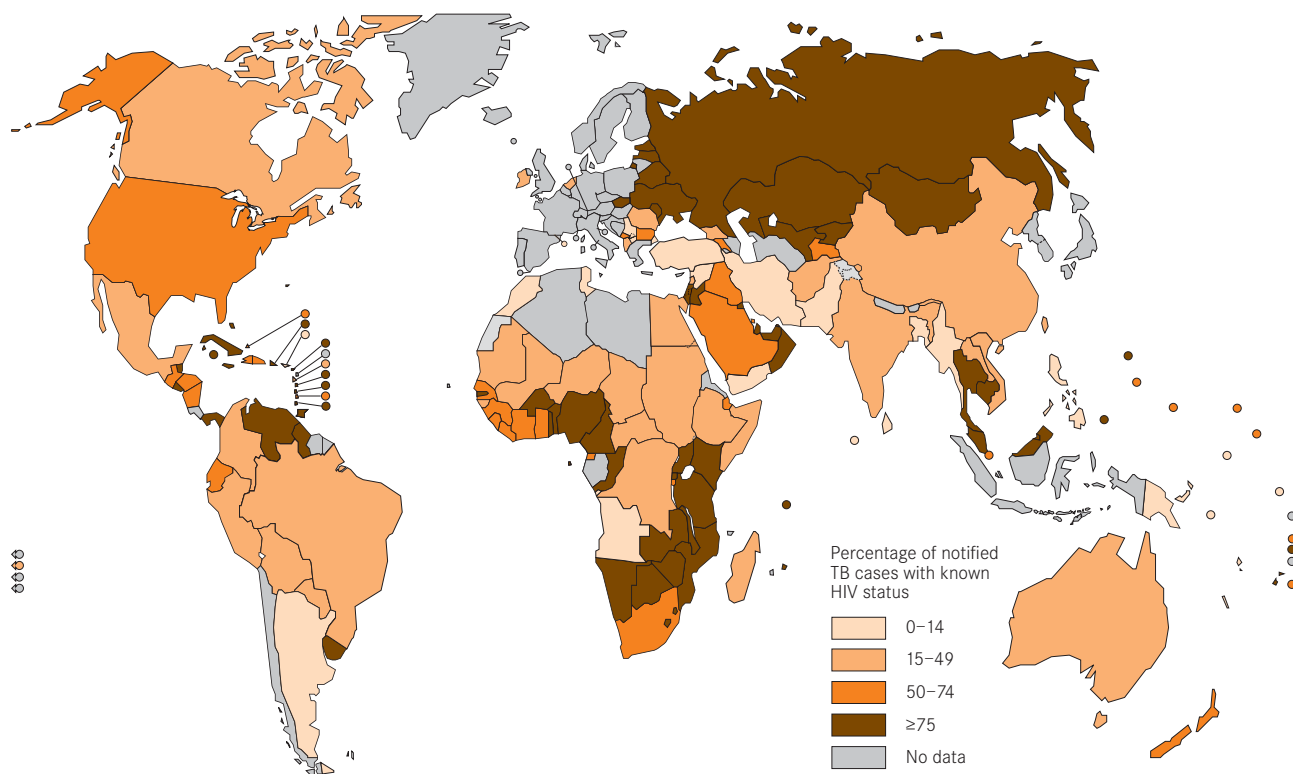 Percentage of notified
TB cases with known
HIV status
0–14
15–49
50–74
≥75
No data